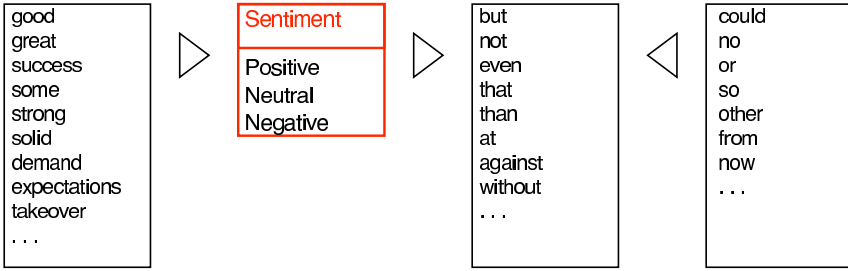 good
great
success
some
strong
solid
demand
expectations
takeover
. . .
Sentiment
Positive
Neutral
Negative
but
not
even
that
than
at
against
without
. . .
could
no
or
so
other
from
now
. . .